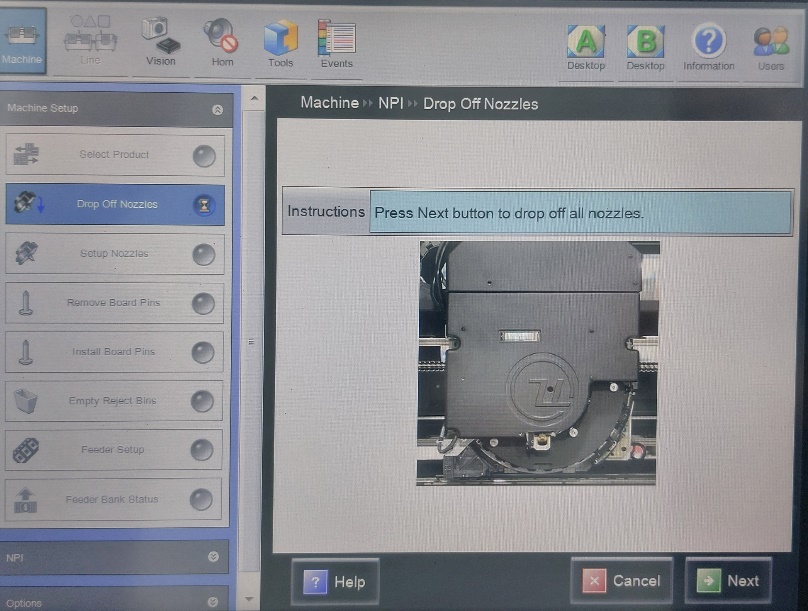 Machine
Line
Vision
Horn
Tools
Events
A
Desktop
B
Desktop
?
Information
Users
Machine Setup
Machine NPI Drop Off Nozzles
Select Product
Drop Off Nozzles
Instructions Press Next button to drop off all nozzles.
Setup Nozzles
Remove Board Pins
Install Board Pins
Empty Reject Bins
Feeder Setup
Feeder Bank Status
NPI
Options
? Help
Cancel
Next